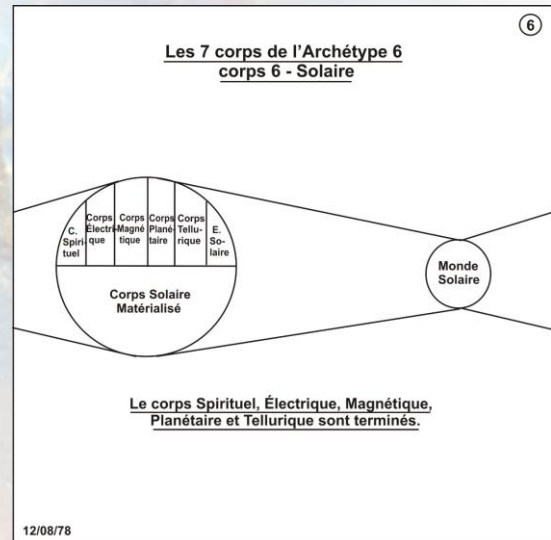 6
Les 7 corps de l'Archétype 6
corps 6 - Solaire
C.
Spiri-
tuel
Corps
Électri-
que
Corps
Magné
tique
Corps
Plané-
taire
Corps
Tellu-
rique
E.
So-
laire
Corps Solaire
Matérialisé
Monde
Solaire
Le corps Spirituel, Électrique, Magnétique,
Planétaire et Tellurique sont terminés.
12/08/78